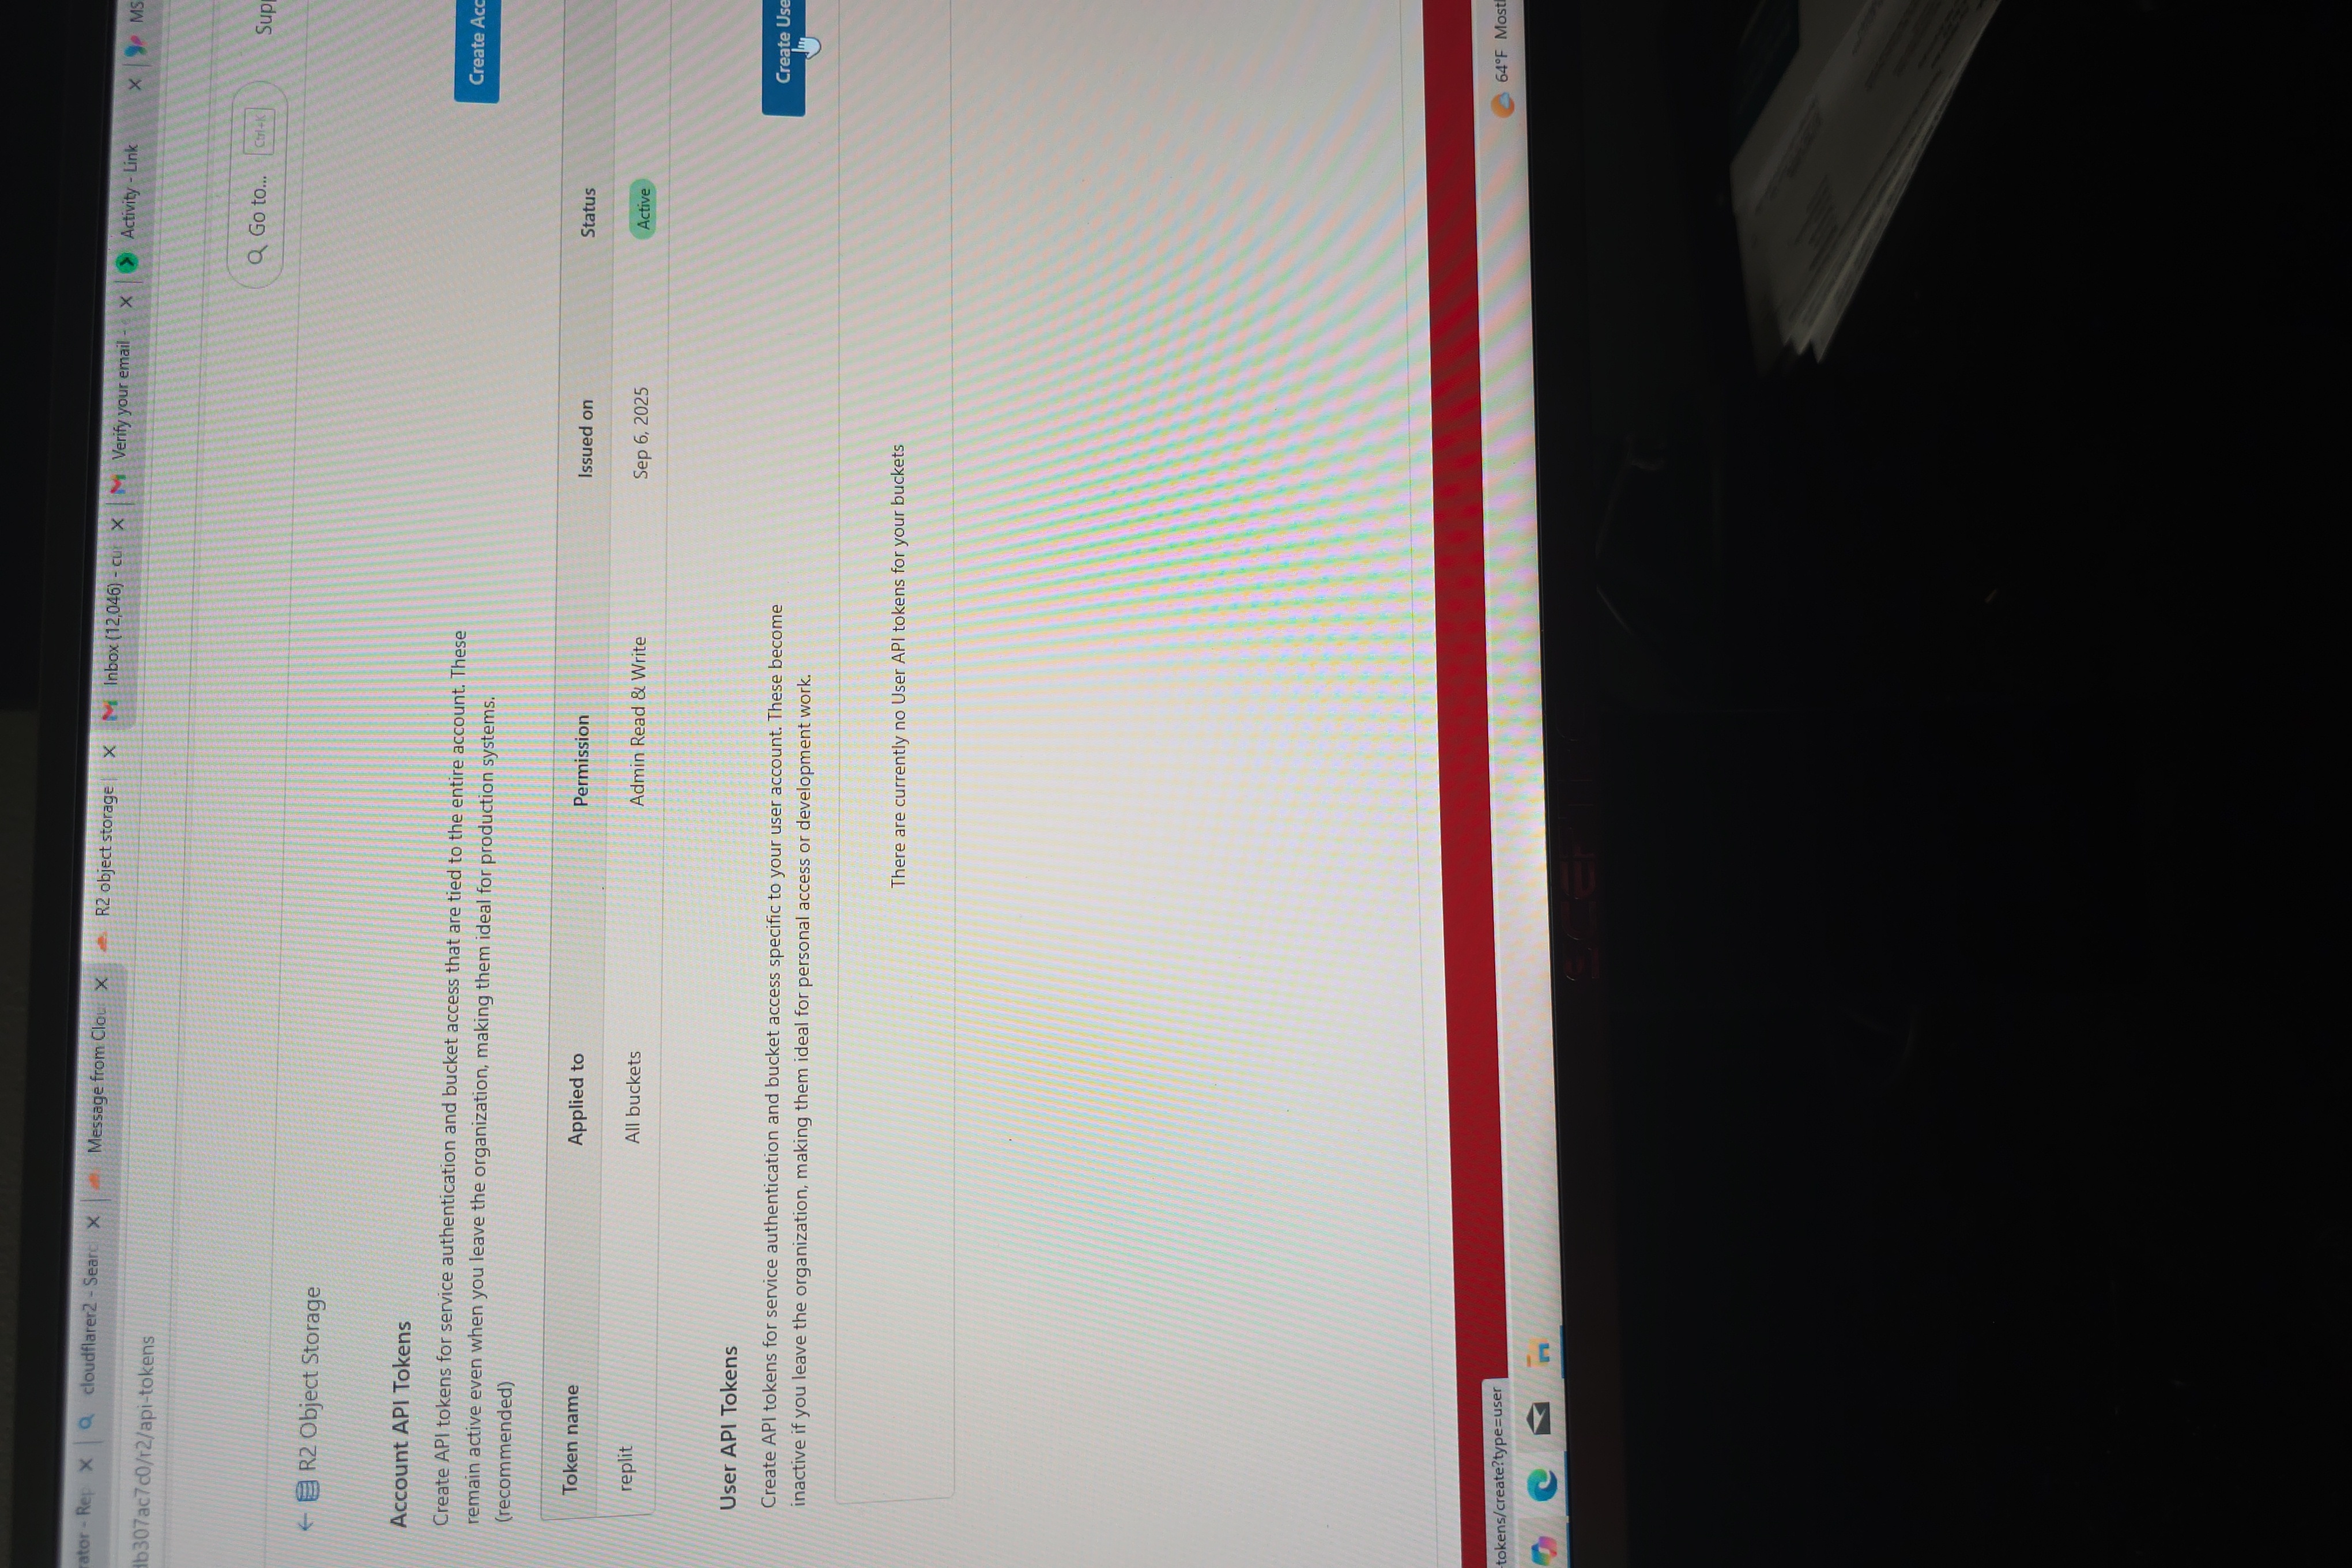 rator - Rep
cloudflarer2 - Searc
Message from Clou
R2 object storage
Inbox (12,046) - cu
Verify your email -
Activity - Link
MS
db307ac7c0/r2/api-tokens
Go to... Ctrl+K
Supp
R2 Object Storage
Account API Tokens
Create API tokens for service authentication and bucket access that are tied to the entire account. These
remain active even when you leave the organization, making them ideal for production systems.
(recommended)
Create Acc
Token name Applied to Permission Issued on Status
replit All buckets Admin Read & Write Sep 6, 2025 Active
User API Tokens
Create API tokens for service authentication and bucket access specific to your user account. These become
inactive if you leave the organization, making them ideal for personal access or development work.
Create Use
There are currently no User API tokens for your buckets
-tokens/create?type=user
64°F Mostl
SCEPTRE